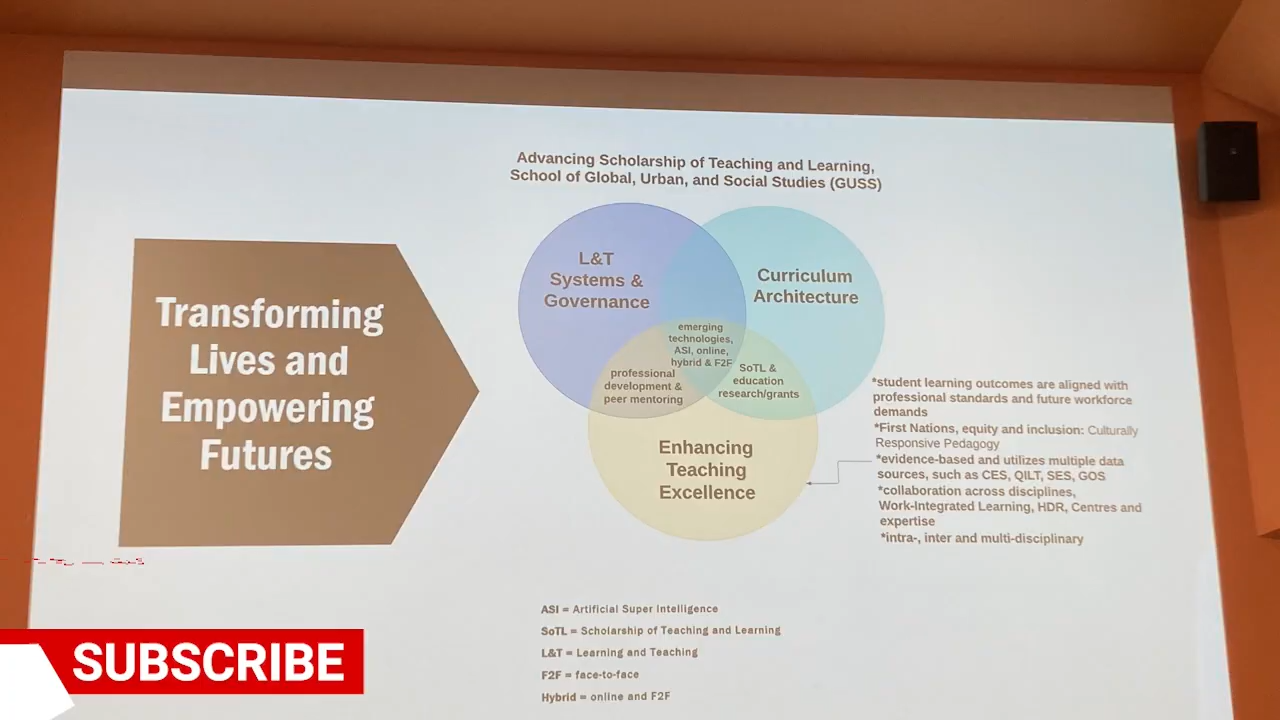 Advancing Scholarship of Teaching and Learning,
School of Global, Urban, and Social Studies (GUSS)
Transforming
Lives and
Empowering
Futures
L&T
Systems &
Governance
Curriculum
Architecture
emerging
technologies,
ASI, online,
hybrid & F2F
professional
development &
peer mentoring
SoTL &
education
research/grants
Enhancing
Teaching
Excellence
*student learning outcomes are aligned with
professional standards and future workforce
demands
*First Nations, equity and inclusion: Culturally
Responsive Pedagogy
*evidence-based and utilizes multiple data
sources, such as CES, QILT, SES, GOS
*collaboration across disciplines,
Work-Integrated Learning, HDR, Centres and
expertise
*intra-, inter and multi-disciplinary
ASI = Artificial Super Intelligence
SoTL = Scholarship of Teaching and Learning
L&T = Learning and Teaching
F2F = face-to-face
Hybrid = online and F2F
SUBSCRIBE